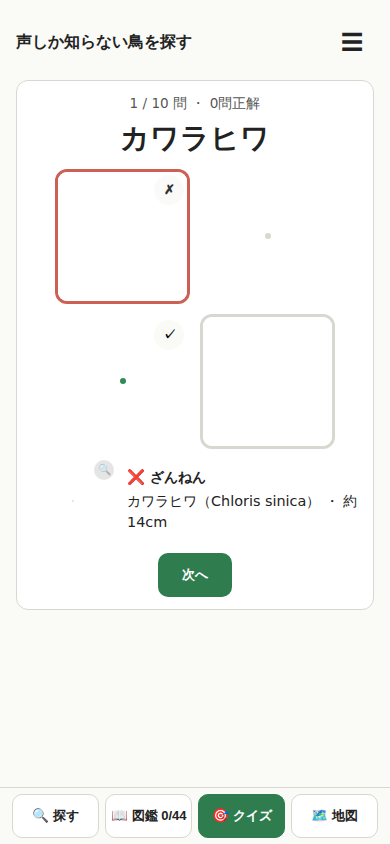 声しか知らない鳥を探す
1 / 10 問 ・ 0問正解
カワラヒワ
✗
✓
❌ ざんねん
カワラヒワ（Chloris sinica） ・ 約
14cm
次へ
🔍 探す
📖 図鑑 0/44
🎯 クイズ
🗺️ 地図